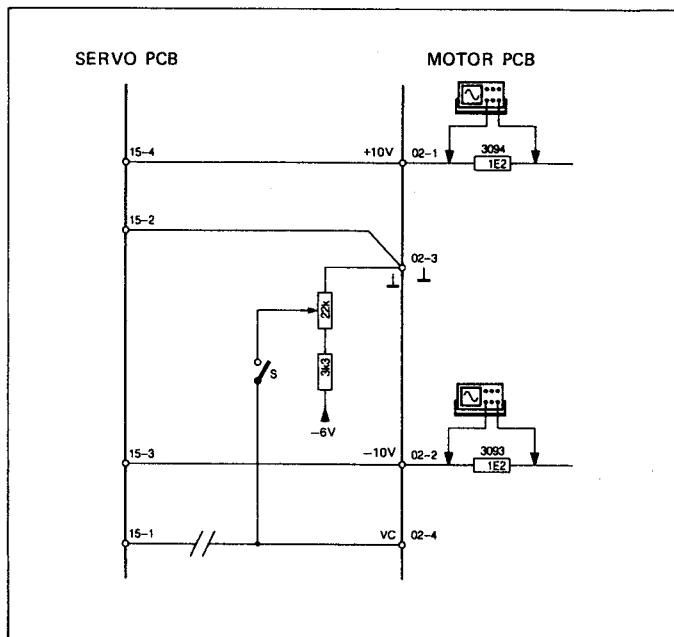 SERVO PCB
MOTOR PCB
15-4
+10V
02-1
3094
1E2
15-2
02-3
22k
3k3
S
-6V
15-3
-10V
02-2
3093
1E2
15-1
VC
02-4